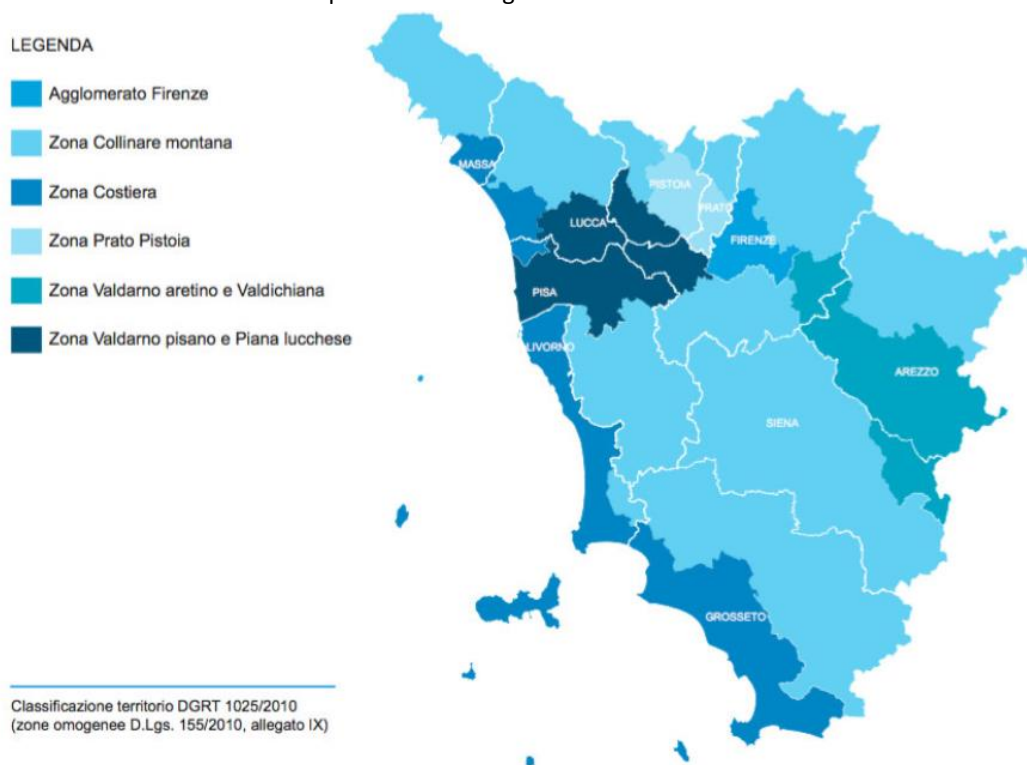 LEGENDA
Agglomerato Firenze
Zona Collinare montana
Zona Costiera
Zona Prato Pistoia
Zona Valdarno aretino e Valdichiana
Zona Valdarno pisano e Piana lucchese
MASSA
PISTOIA
PRATO
LUCCA
FIRENZE
PISA
LIVORNO
AREZZO
SIENA
GROSSETO
Classificazione territorio DGRT 1025/2010
(zone omogenee D.Lgs. 155/2010, allegato IX)